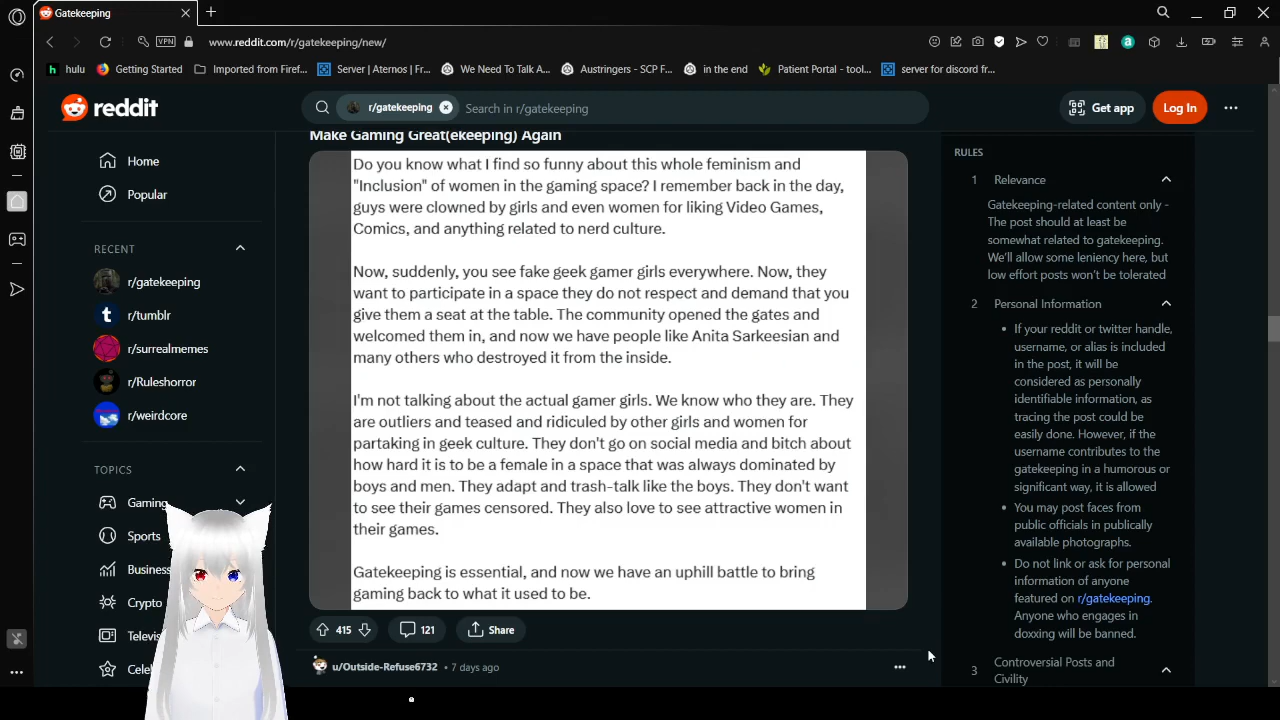 Gatekeeping
VPN
www.reddit.com/r/gatekeeping/new/
hulu
Getting Started
Imported from Firef...
Server | Aternos | Fr...
We Need To Talk A...
Austringers - SCP F...
in the end
Patient Portal - tool...
server for discord fr...
reddit
r/gatekeeping
Search in r/gatekeeping
Get app
Log In
Home
Popular
RECENT
r/gatekeeping
r/tumblr
r/surrealmemes
r/Ruleshorror
r/weirdcore
TOPICS
Gaming
Sports
Business
Crypto
Televis
Celeb
Make Gaming Great(ekeeping) Again
Do you know what I find so funny about this whole feminism and
"Inclusion" of women in the gaming space? I remember back in the day,
guys were clowned by girls and even women for liking Video Games,
Comics, and anything related to nerd culture.
Now, suddenly, you see fake geek gamer girls everywhere. Now, they
want to participate in a space they do not respect and demand that you
give them a seat at the table. The community opened the gates and
welcomed them in, and now we have people like Anita Sarkeesian and
many others who destroyed it from the inside.
I'm not talking about the actual gamer girls. We know who they are. They
are outliers and teased and ridiculed by other girls and women for
partaking in geek culture. They don't go on social media and bitch about
how hard it is to be a female in a space that was always dominated by
boys and men. They adapt and trash-talk like the boys. They don't want
to see their games censored. They also love to see attractive women in
their games.
Gatekeeping is essential, and now we have an uphill battle to bring
gaming back to what it used to be.
415
121
Share
u/Outside-Refuse6732 • 7 days ago
RULES
1 Relevance
Gatekeeping-related content only -
The post should at least be
somewhat related to gatekeeping.
We'll allow some leniency here, but
low effort posts won't be tolerated
2 Personal Information
If your reddit or twitter handle,
username, or alias is included
in the post, it will be
considered as personally
identifiable information, as
tracing the post could be
easily done. However, if the
username contributes to the
gatekeeping in a humorous or
significant way, it is allowed
You may post faces from
public officials in publically
available photographs.
Do not link or ask for personal
information of anyone
featured on r/gatekeeping.
Anyone who engages in
doxxing will be banned.
3 Controversial Posts and
Civility